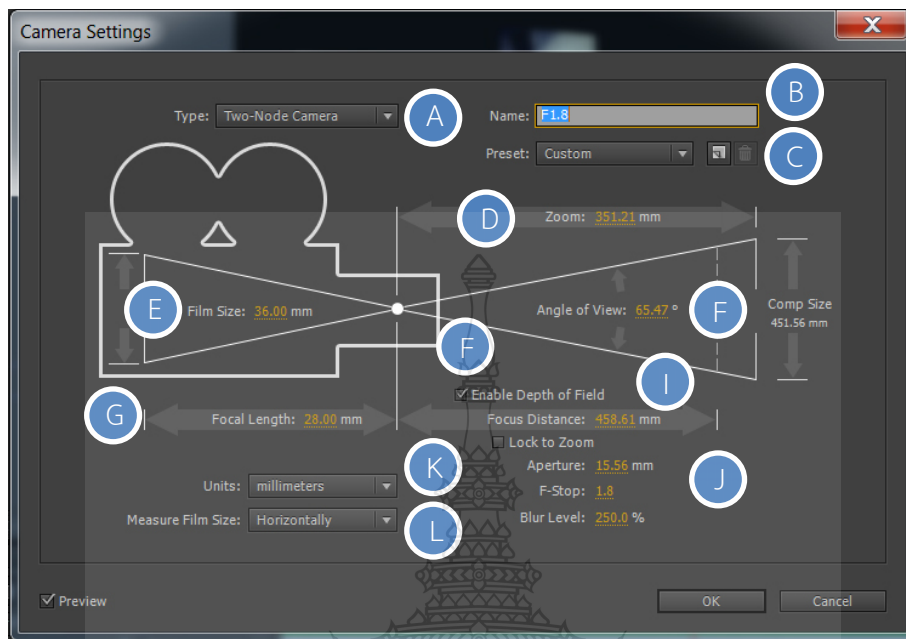 Camera Settings
X
B
Type: Two-Node Camera A Name: F1.8
Preset: Custom C
D Zoom: 351.21 mm
E Film Size: 36.00 mm Angle of View: 65.47 ° F Comp Size
451.56 mm
F
I
Enable Depth of Field
G Focal Length: 28.00 mm Focus Distance: 458.61 mm
Lock to Zoom
K Aperture: 15.56 mm J
Units: millimeters F-Stop: 1.8
Measure Film Size: Horizontally L Blur Level: 250.0 %
Preview OK Cancel